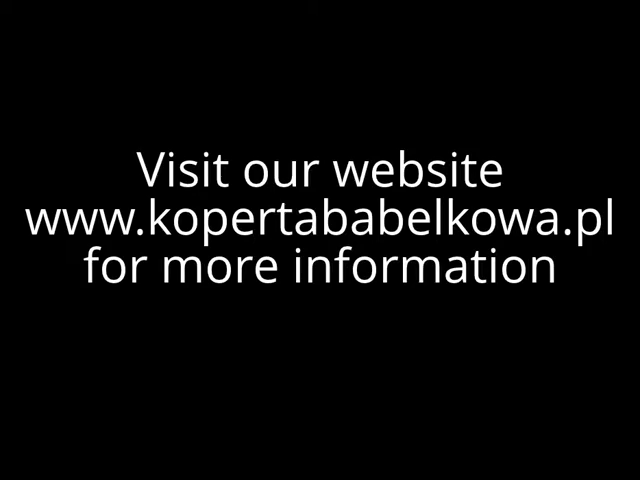 Visit our website
www.kopertababelkowa.pl
for more information